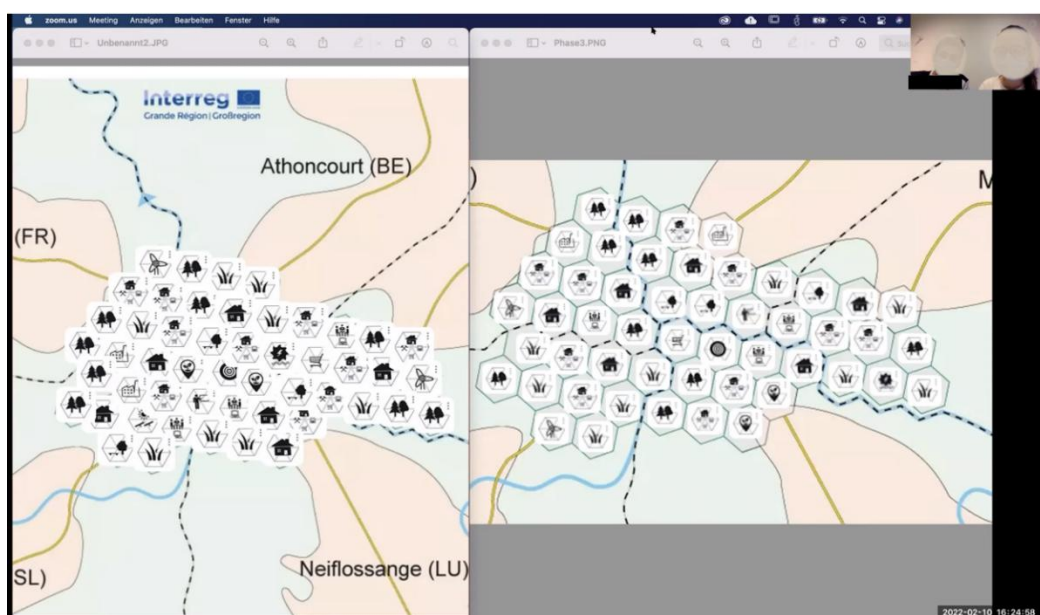 zoom.us Meeting Anzeigen Bearbeiten Fenster Hilfe
Unbenannt2.JPG
Phase3.PNG
Interreg
Grande Région|Großregion
Athoncourt (BE)
(FR)
)
M
SL)
Neiflossange (LU)
2022-02-10 16:24:58